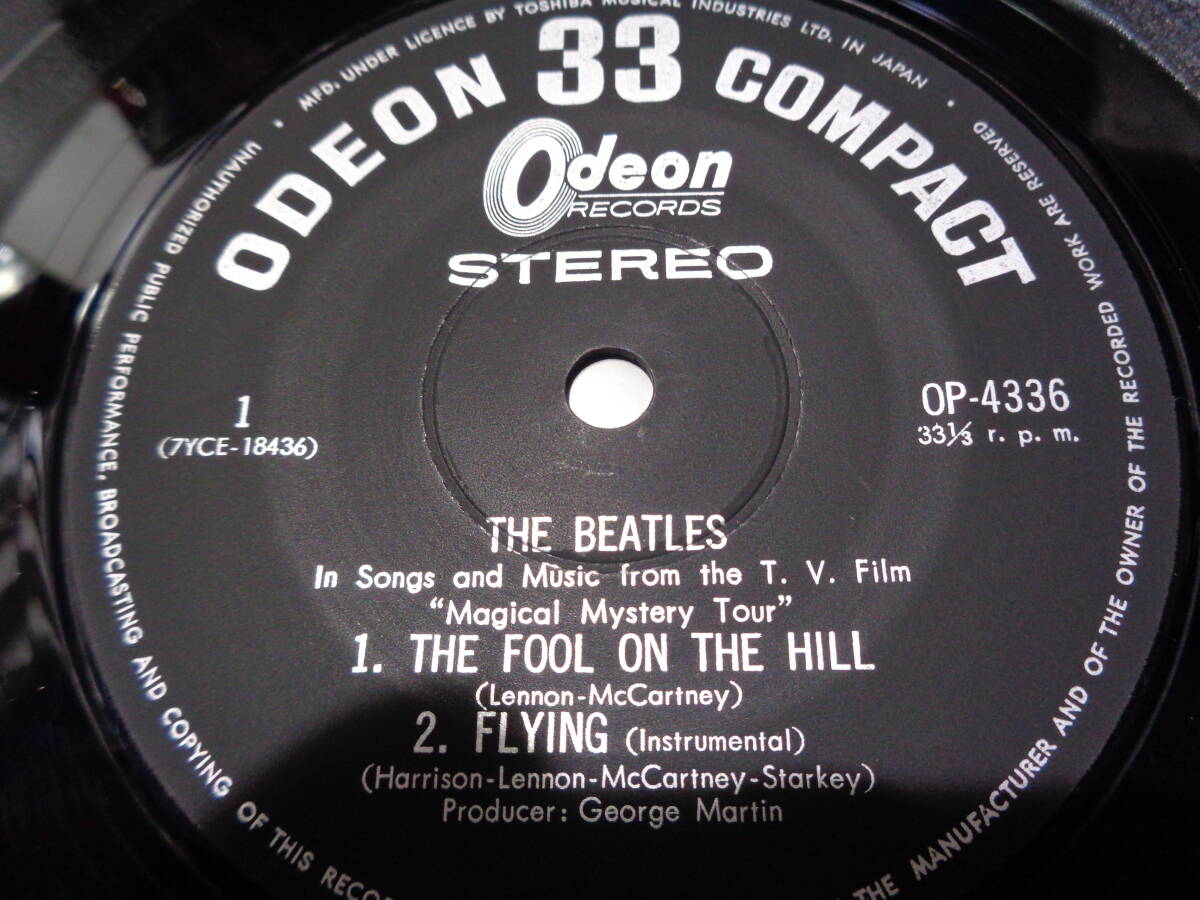 MFD. UNDER LICENCE BY TOSHIBA MUSICAL INDUSTRIES LTD. IN JAPAN •
ODEON 33 COMPACT
Odeon
RECORDS
STEREO
1
(7YCE-18436)
OP-4336
33⅓ r. p. m.
THE BEATLES
In Songs and Music from the T. V. Film
“Magical Mystery Tour”
1. THE FOOL ON THE HILL
(Lennon-McCartney)
2. FLYING (Instrumental)
(Harrison-Lennon-McCartney-Starkey)
Producer: George Martin
THE MANUFACTURER AND OF THE OWNER OF THE RECORDED WORK ARE RESERVED
UNAUTHORIZED PUBLIC PERFORMANCE, BROADCASTING AND COPYING OF THIS